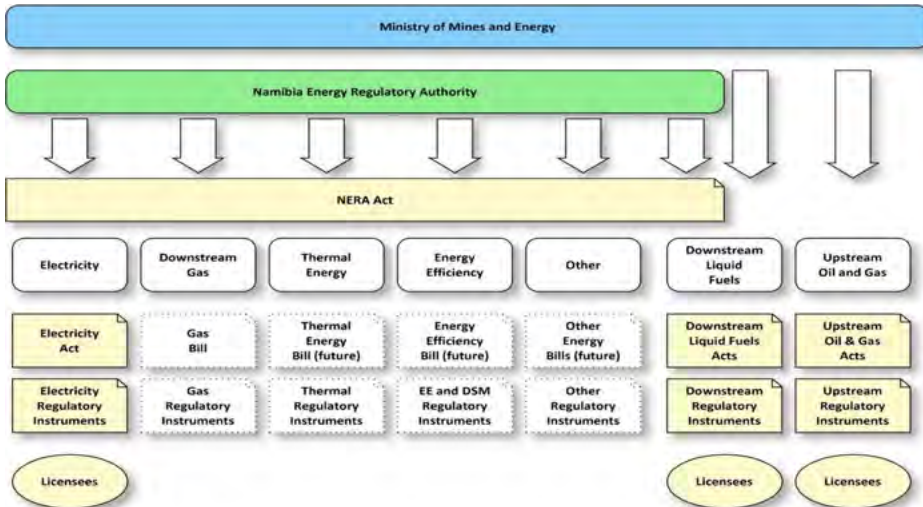 Ministry of Mines and Energy
Namibia Energy Regulatory Authority
NERA Act
Electricity
Downstream
Gas
Thermal
Energy
Energy
Efficiency
Other
Downstream
Liquid
Fuels
Upstream
Oil and Gas
Electricity
Act
Gas
Bill
Thermal
Energy
Bill (future)
Energy
Efficiency
Bill (future)
Other
Energy
Bills (future)
Downstream
Liquid Fuels
Acts
Upstream
Oil & Gas
Acts
Electricity
Regulatory
Instruments
Gas
Regulatory
Instruments
Thermal
Regulatory
Instruments
EE and DSM
Regulatory
Instruments
Other
Regulatory
Instruments
Downstream
Regulatory
Instruments
Upstream
Regulatory
Instruments
Licensees
Licensees
Licensees